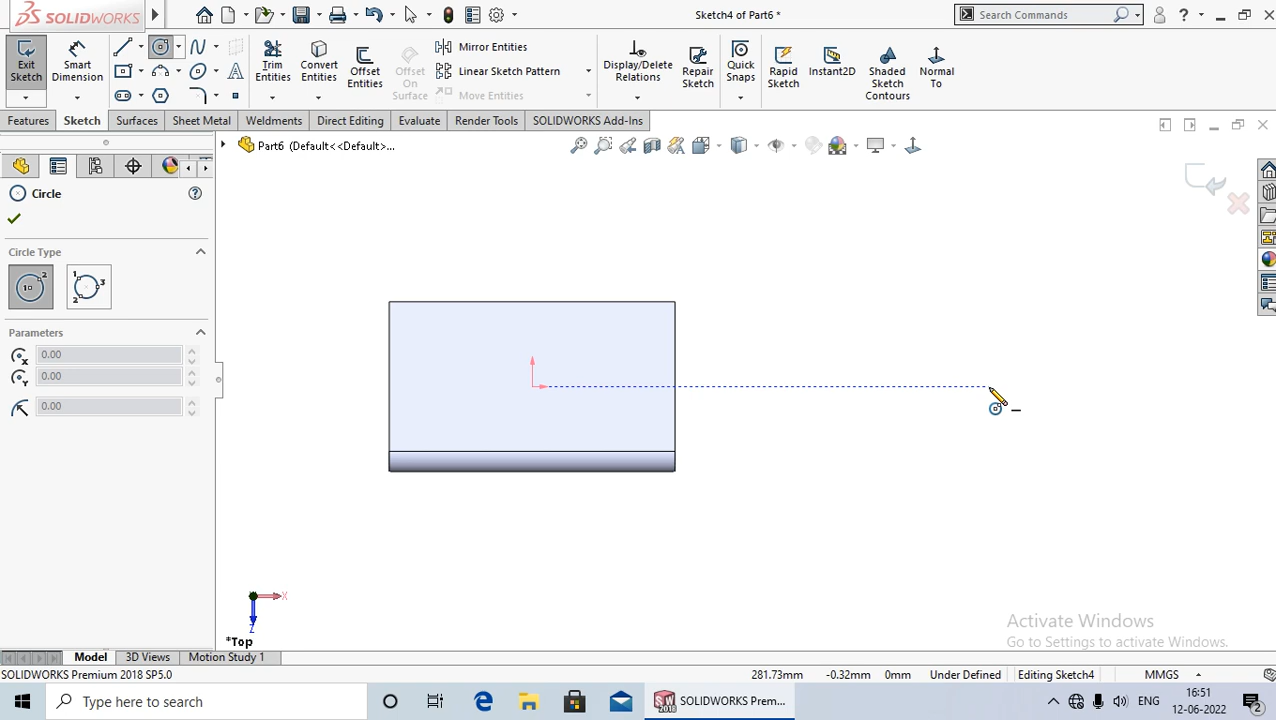 SOLIDWORKS
Sketch4 of Part6 *
Search Commands
?
Exit Sketch
Smart Dimension
Trim Entities
Convert Entities
Offset Entities
Offset On Surface
Mirror Entities
Linear Sketch Pattern
Move Entities
Display/Delete Relations
Repair Sketch
Quick Snaps
Rapid Sketch
Instant2D
Shaded Sketch Contours
Normal To
Features
Sketch
Surfaces
Sheet Metal
Weldments
Direct Editing
Evaluate
Render Tools
SOLIDWORKS Add-Ins
Part6 (Default<<Default>...
Circle
?
Circle Type
Parameters
0.00
0.00
0.00
X
Z
*Top
Activate Windows
Go to Settings to activate Windows.
Model
3D Views
Motion Study 1
SOLIDWORKS Premium 2018 SP5.0
281.73mm
-0.32mm
0mm
Under Defined
Editing Sketch4
MMGS
Type here to search
SOLIDWORKS Prem...
ENG
16:51
12-06-2022
2